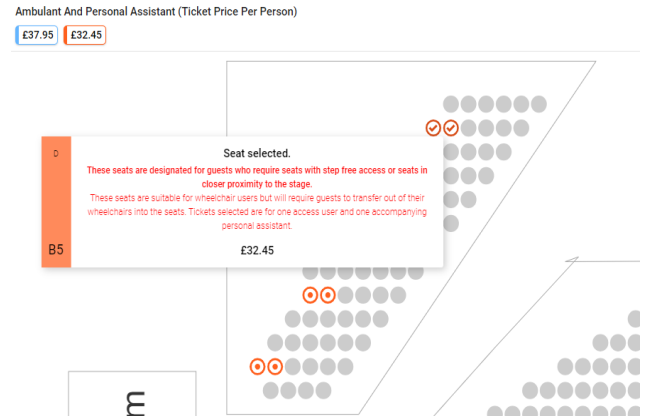 Ambulant And Personal Assistant (Ticket Price Per Person)
£37.95 £32.45
D
Seat selected.
These seats are designated for guests who require seats with step free access or seats in
closer proximity to the stage.
These seats are suitable for wheelchair users but will require guests to transfer out of their
wheelchairs into the seats. Tickets selected are for one access user and one accompanying
personal assistant.
B5
£32.45
m